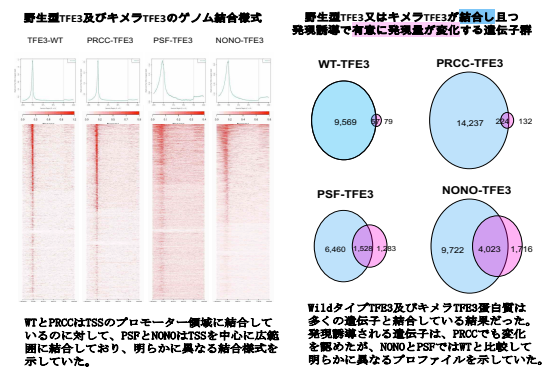 野生型TFE3及びキメラTFE3のゲノム結合様式
TFE3-WT PRCC-TFE3 PSF-TFE3 NONO-TFE3
WTとPRCCはTSSのプロモーター領域に結合して
いるのに対して、PSFとNONOはTSSを中心に広範
囲に結合しており、明らかに異なる結合様式を
示していた。
野生型TFE3又はキメラTFE3が結合し且つ
発現誘導で有意に発現量が変化する遺伝子群
WT-TFE3
9,569 79
PRCC-TFE3
14,237 224 132
PSF-TFE3
6,460 1,528 1,283
NONO-TFE3
9,722 4,023 1,716
WildタイプTFE3及びキメラTFE3蛋白質は
多くの遺伝子と結合している結果だった。
発現誘導される遺伝子は、PRCCでも変化
を認めたが、NONOとPSFではWTと比較して
明らかに異なるプロファイルを示していた。